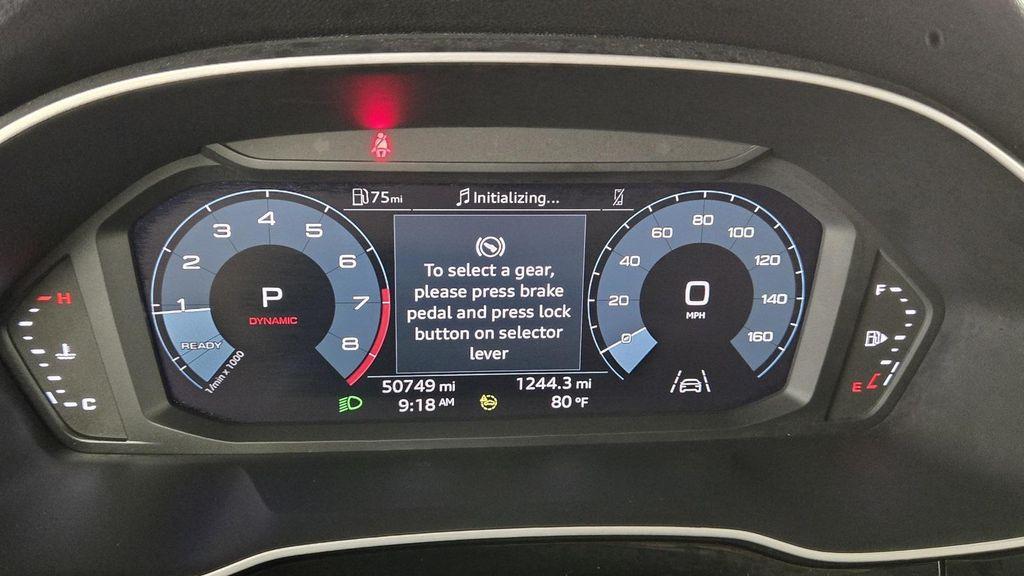 75 mi
Initializing...
1
2
3
4
5
6
7
8
READY
1/min x 1000
P
DYNAMIC
To select a gear,
please press brake
pedal and press lock
button on selector
lever
0
20
40
60
80
100
120
140
160
0
MPH
H
C
F
E
50749 mi
1244.3 mi
9:18 AM
80 °F